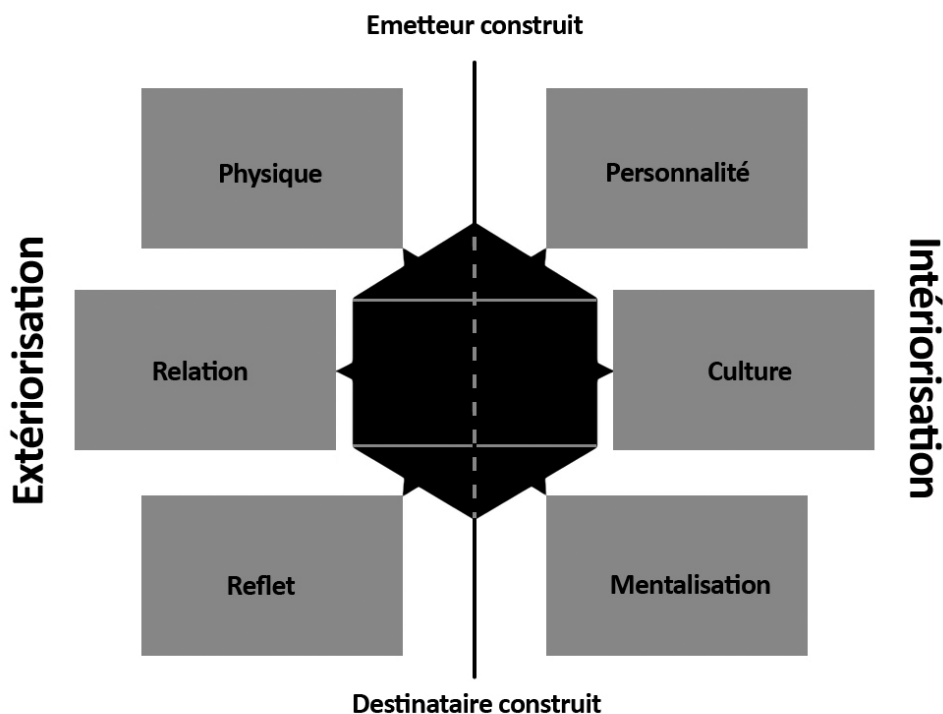 Emetteur construit
Physique
Personnalité
Extériorisation
Relation
Culture
Intériorisation
Reflet
Mentalisation
Destinataire construit